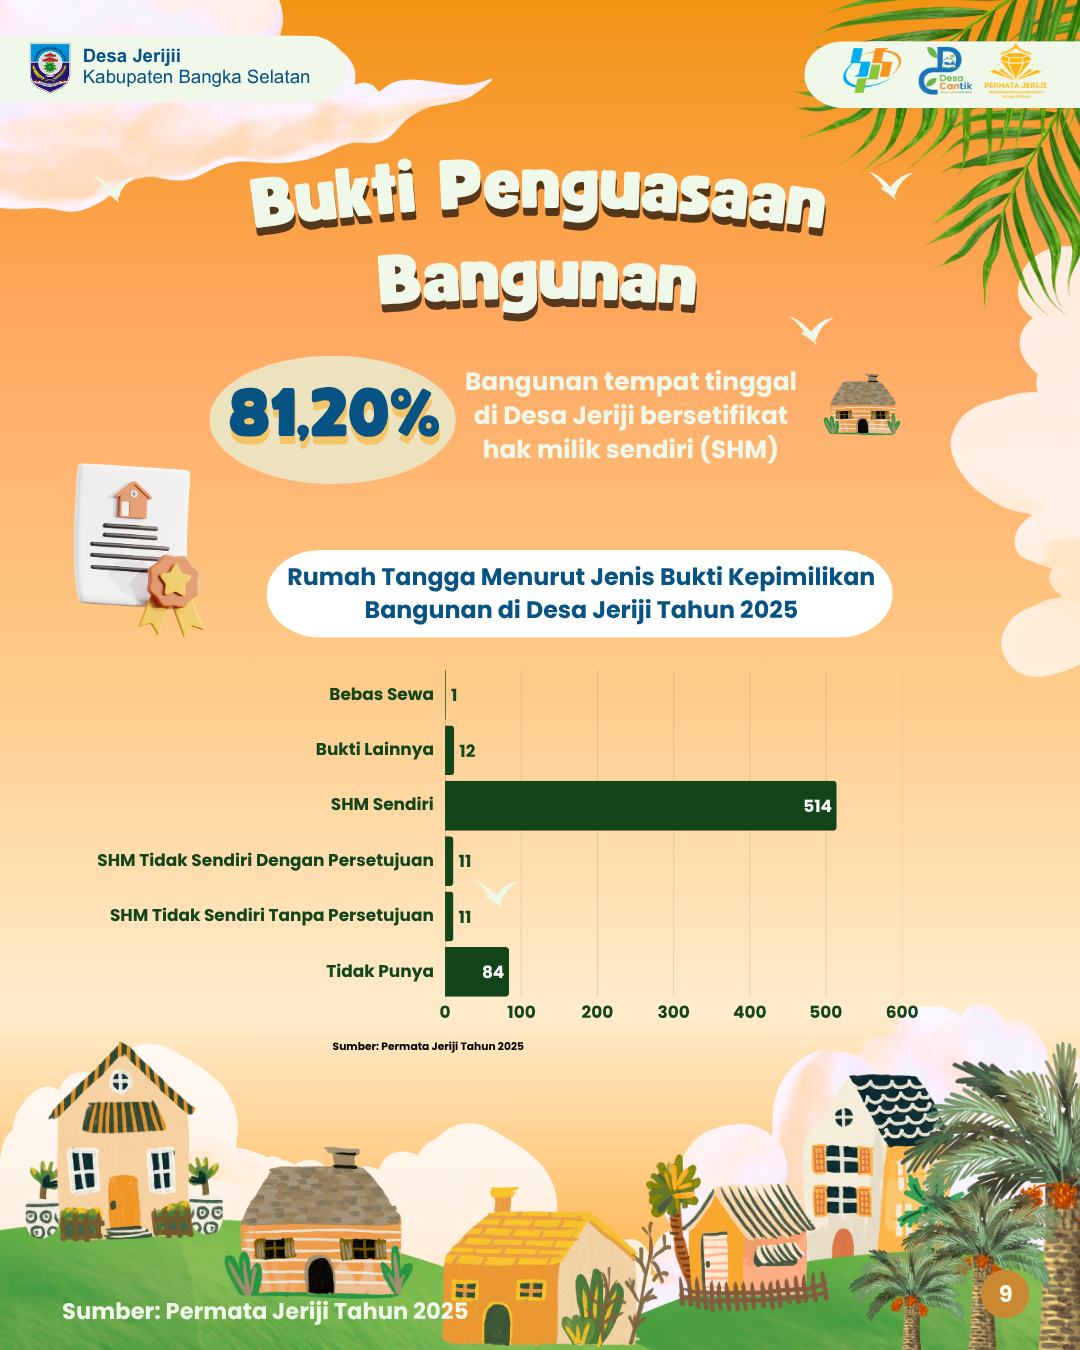 Desa Jerijii
Kabupaten Bangka Selatan
Desa
Cantik
PERMATA JERIJI
Bukti Penguasaan
Bangunan
81,20%
Bangunan tempat tinggal
di Desa Jeriji bersetifikat
hak milik sendiri (SHM)
Rumah Tangga Menurut Jenis Bukti Kepimilikan
Bangunan di Desa Jeriji Tahun 2025
Bebas Sewa 1
Bukti Lainnya 12
SHM Sendiri 514
SHM Tidak Sendiri Dengan Persetujuan 11
SHM Tidak Sendiri Tanpa Persetujuan 11
Tidak Punya 84
0 100 200 300 400 500 600
Sumber: Permata Jeriji Tahun 2025
Sumber: Permata Jeriji Tahun 2025
9